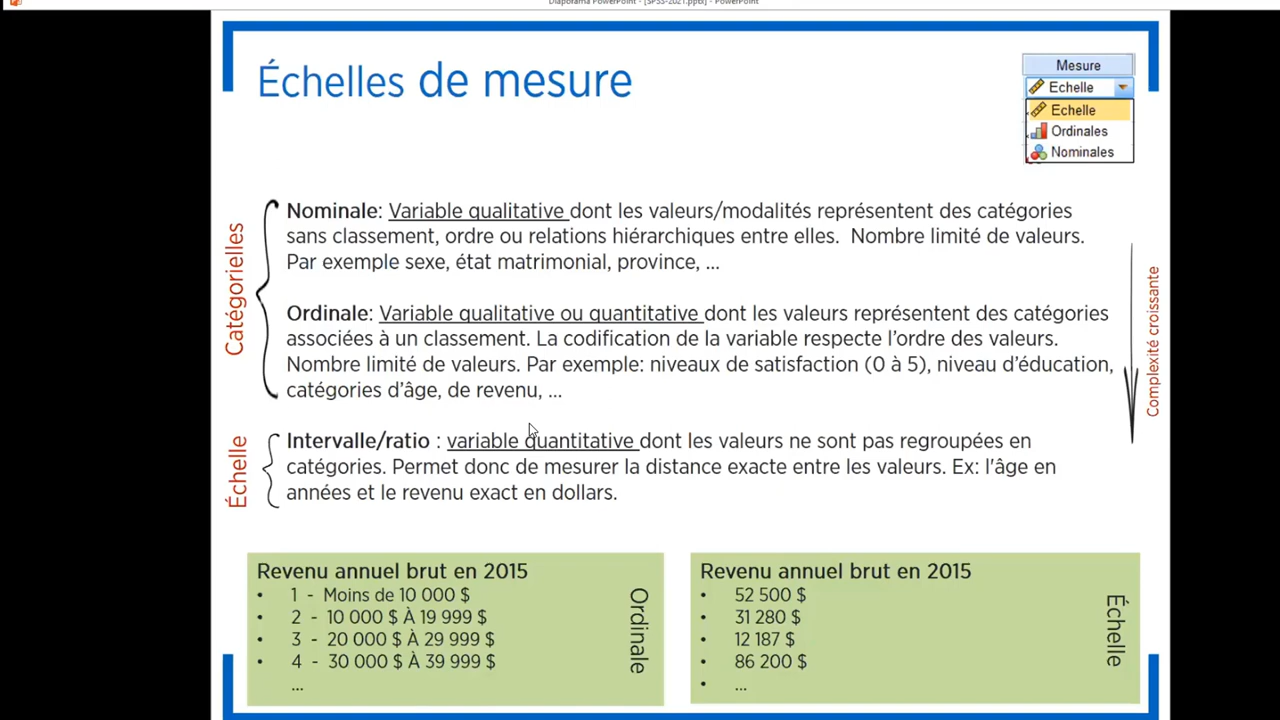 Diaporama PowerPoint - [SPSS-2021.pptx] - PowerPoint
Échelles de mesure
Mesure
Echelle
Echelle
Ordinales
Nominales
Catégorielles
Nominale: Variable qualitative dont les valeurs/modalités représentent des catégories
sans classement, ordre ou relations hiérarchiques entre elles. Nombre limité de valeurs.
Par exemple sexe, état matrimonial, province, ...
Ordinale: Variable qualitative ou quantitative dont les valeurs représentent des catégories
associées à un classement. La codification de la variable respecte l'ordre des valeurs.
Nombre limité de valeurs. Par exemple: niveaux de satisfaction (0 à 5), niveau d'éducation,
catégories d'âge, de revenu, ...
Complexité croissante
Échelle
Intervalle/ratio : variable quantitative dont les valeurs ne sont pas regroupées en
catégories. Permet donc de mesurer la distance exacte entre les valeurs. Ex: l'âge en
années et le revenu exact en dollars.
Revenu annuel brut en 2015
• 1 - Moins de 10 000 $
• 2 - 10 000 $ À 19 999 $
• 3 - 20 000 $ À 29 999 $
• 4 - 30 000 $ À 39 999 $
...
Ordinale
Revenu annuel brut en 2015
• 52 500 $
• 31 280 $
• 12 187 $
• 86 200 $
• ...
Échelle